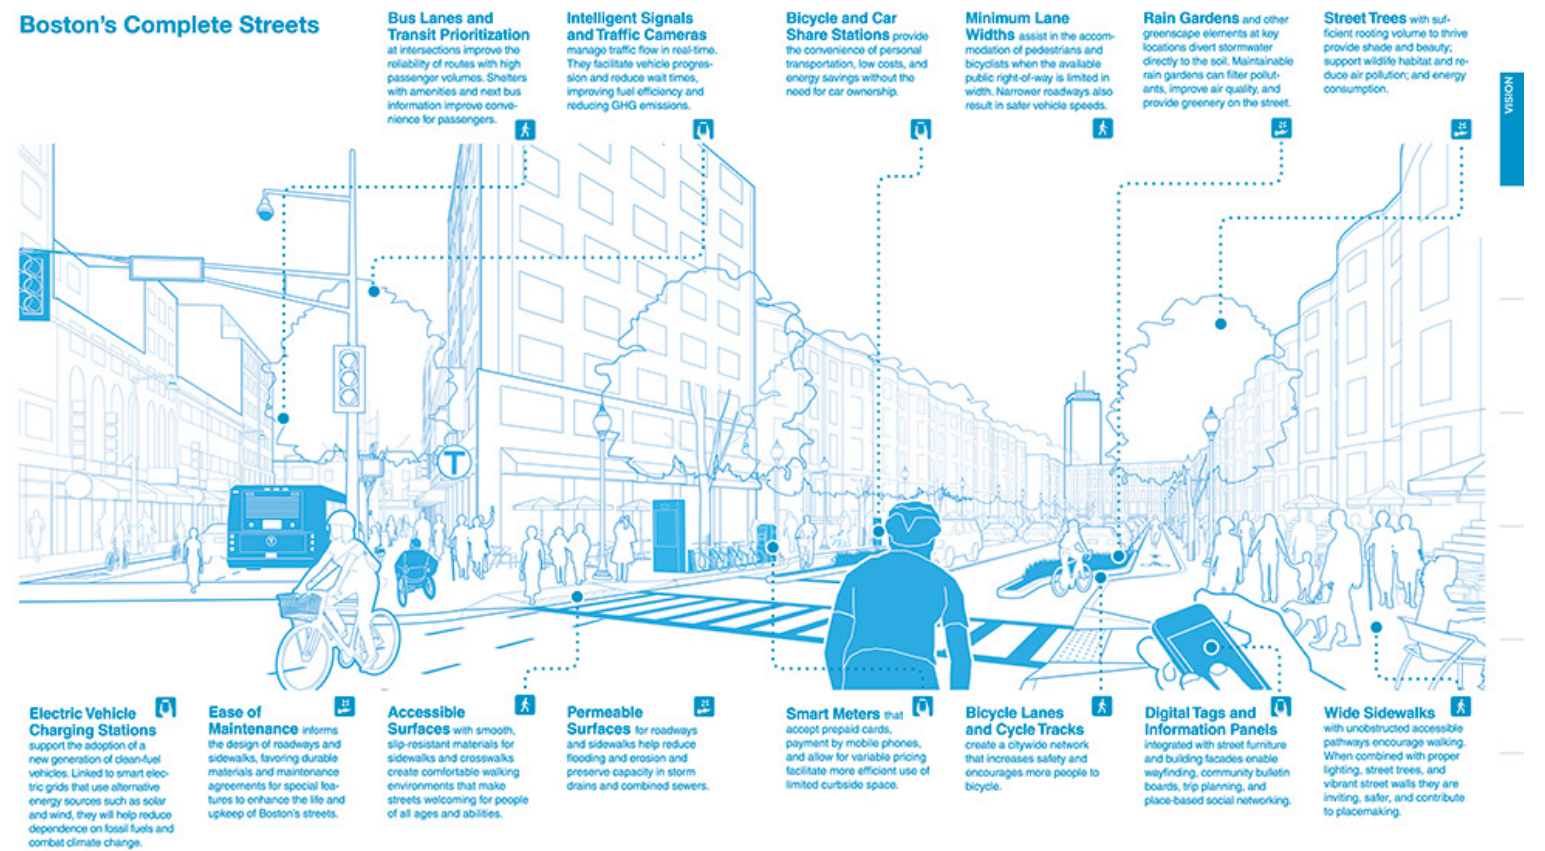 Boston's Complete Streets
Bus Lanes and
Transit Prioritization
at intersections improve the
reliability of routes with high
passenger volumes. Shelters
with amenities and next bus
information improve conve-
nience for passengers.
Intelligent Signals
and Traffic Cameras
manage traffic flow in real-time.
They facilitate vehicle progres-
sion and reduce wait times,
improving fuel efficiency and
reducing GHG emissions.
Bicycle and Car
Share Stations provide
the convenience of personal
transportation, low costs, and
energy savings without the
need for car ownership.
Minimum Lane
Widths assist in the accom-
modation of pedestrians and
bicyclists when the available
public right-of-way is limited in
width. Narrower roadways also
result in safer vehicle speeds.
Rain Gardens and other
greenscape elements at key
locations divert stormwater
directly to the soil. Maintainable
rain gardens can filter pollut-
ants, improve air quality, and
provide greenery on the street.
Street Trees with suf-
ficient rooting volume to thrive
provide shade and beauty;
support wildlife habitat and re-
duce air pollution; and energy
consumption.
VISION
T
T
Electric Vehicle
Charging Stations
support the adoption of a
new generation of clean-fuel
vehicles. Linked to smart elec-
tric grids that use alternative
energy sources such as solar
and wind, they will help reduce
dependence on fossil fuels and
combat climate change.
Ease of
Maintenance informs
the design of roadways and
sidewalks, favoring durable
materials and maintenance
agreements for special fea-
tures to enhance the life and
upkeep of Boston's streets.
Accessible
Surfaces with smooth,
slip-resistant materials for
sidewalks and crosswalks
create comfortable walking
environments that make
streets welcoming for people
of all ages and abilities.
Permeable
Surfaces for roadways
and sidewalks help reduce
flooding and erosion and
preserve capacity in storm
drains and combined sewers.
Smart Meters that
accept prepaid cards,
payment by mobile phones,
and allow for variable pricing
facilitate more efficient use of
limited curbside space.
Bicycle Lanes
and Cycle Tracks
create a citywide network
that increases safety and
encourages more people to
bicycle.
Digital Tags and
Information Panels
integrated with street furniture
and building facades enable
wayfinding, community bulletin
boards, trip planning, and
place-based social networking.
Wide Sidewalks
with unobstructed accessible
pathways encourage walking.
When combined with proper
lighting, street trees, and
vibrant street walls they are
inviting, safer, and contribute
to placemaking.